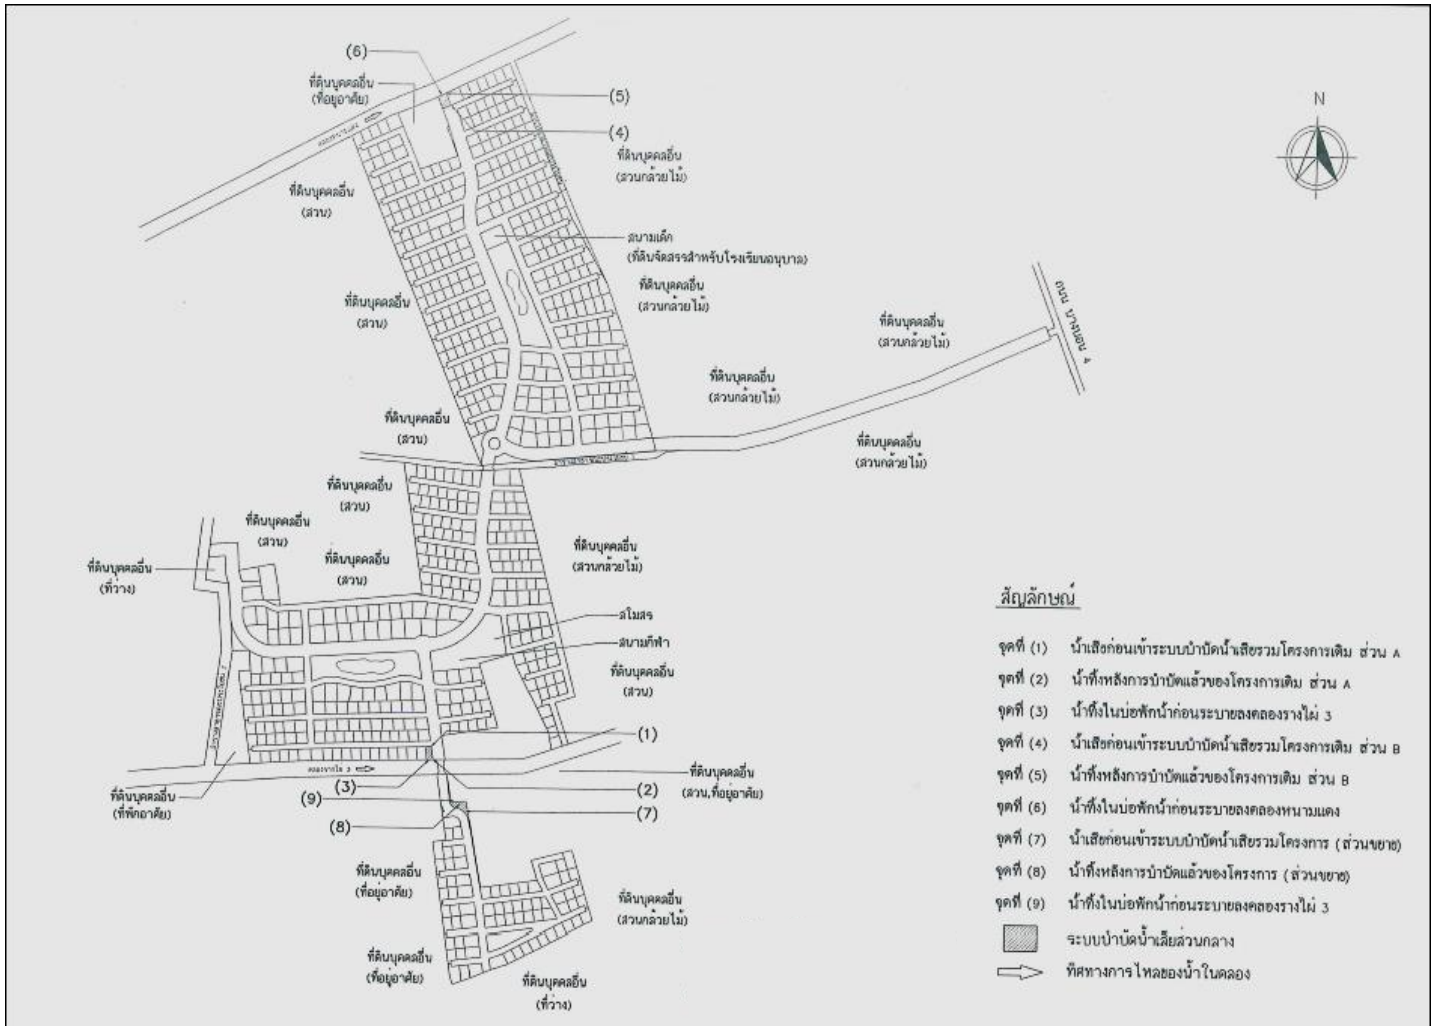 (6)
ที่ดินบุคคลอื่น
(ที่อยู่อาศัย)
(5)
(4)
ที่ดินบุคคลอื่น
(สวนกล้วยไม้)
N
ที่ดินบุคคลอื่น
(สวน)
สนามเด็ก
(ที่ดินจัดสรรสำหรับโรงเรียนอนุบาล)
ที่ดินบุคคลอื่น
(สวนกล้วยไม้)
ที่ดินบุคคลอื่น
(สวน)
ถนน บางบอน 4
ที่ดินบุคคลอื่น
(สวนกล้วยไม้)
ที่ดินบุคคลอื่น
(สวนกล้วยไม้)
ที่ดินบุคคลอื่น
(สวน)
ที่ดินบุคคลอื่น
(สวนกล้วยไม้)
ที่ดินบุคคลอื่น
(สวน)
ที่ดินบุคคลอื่น
(สวน)
ที่ดินบุคคลอื่น
(สวน)
ที่ดินบุคคลอื่น
(สวนกล้วยไม้)
ที่ดินบุคคลอื่น
(ที่ว่าง)
สโมสร
สนามกีฬา
ที่ดินบุคคลอื่น
(สวน)
(1)
(3)
(2)
ที่ดินบุคคลอื่น
(สวน,ที่อยู่อาศัย)
ที่ดินบุคคลอื่น
(ที่พักอาศัย)
(9)
(7)
(8)
ที่ดินบุคคลอื่น
(ที่อยู่อาศัย)
ที่ดินบุคคลอื่น
(สวนกล้วยไม้)
ที่ดินบุคคลอื่น
(ที่อยู่อาศัย)
ที่ดินบุคคลอื่น
(ที่ว่าง)
สัญลักษณ์
จุดที่ (1) น้ำเสียก่อนเข้าระบบบำบัดน้ำเสียรวมโครงการเดิม ส่วน A
จุดที่ (2) น้ำทิ้งหลังการบำบัดแล้วของโครงการเดิม ส่วน A
จุดที่ (3) น้ำทิ้งในบ่อพักน้ำก่อนระบายลงคลองรางไผ่ 3
จุดที่ (4) น้ำเสียก่อนเข้าระบบบำบัดน้ำเสียรวมโครงการเดิม ส่วน B
จุดที่ (5) น้ำทิ้งหลังการบำบัดแล้วของโครงการเดิม ส่วน B
จุดที่ (6) น้ำทิ้งในบ่อพักน้ำก่อนระบายลงคลองหนามแดง
จุดที่ (7) น้ำเสียก่อนเข้าระบบบำบัดน้ำเสียรวมโครงการ (ส่วนขยาย)
จุดที่ (8) น้ำทิ้งหลังการบำบัดแล้วของโครงการ (ส่วนขยาย)
จุดที่ (9) น้ำทิ้งในบ่อพักน้ำก่อนระบายลงคลองรางไผ่ 3
ระบบบำบัดน้ำเสียส่วนกลาง
ทิศทางการไหลของน้ำในคลอง